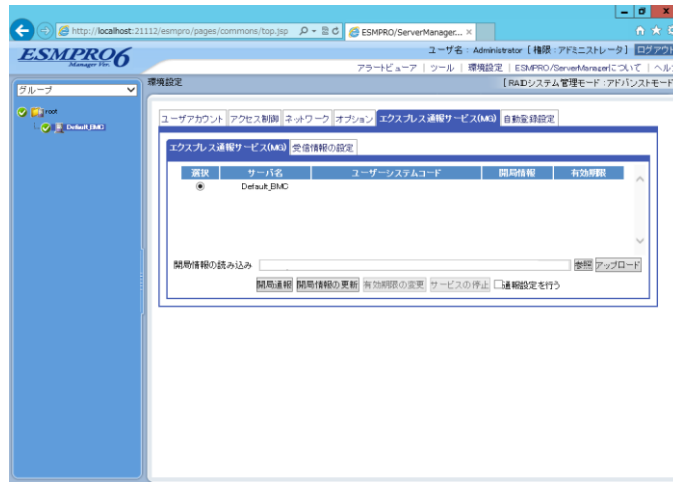 http://localhost:21112/esmpro/pages/commons/top.jsp
ESMPRO/ServerManager... ×
ESMPRO6
Manager Ver.
ユーザ名 : Administrator [ 権限 : アドミニストレータ ] ログアウト
アラートビューア | ツール | 環境設定 | ESMPRO/ServerManagerについて | ヘル
グループ
環境設定
[ RAIDシステム管理モード : アドバンストモード
root
Default_BMC
ユーザアカウント アクセス制御 ネットワーク オプション エクスプレス通報サービス(MG) 自動登録設定
エクスプレス通報サービス(MG) 受信情報の設定
選択 サーバ名 ユーザーシステムコード 開局情報 有効期限
Default_BMC
開局情報の読み込み 参照 アップロード
開局通報 開局情報の更新 有効期限の変更 サービスの停止 通報設定を行う